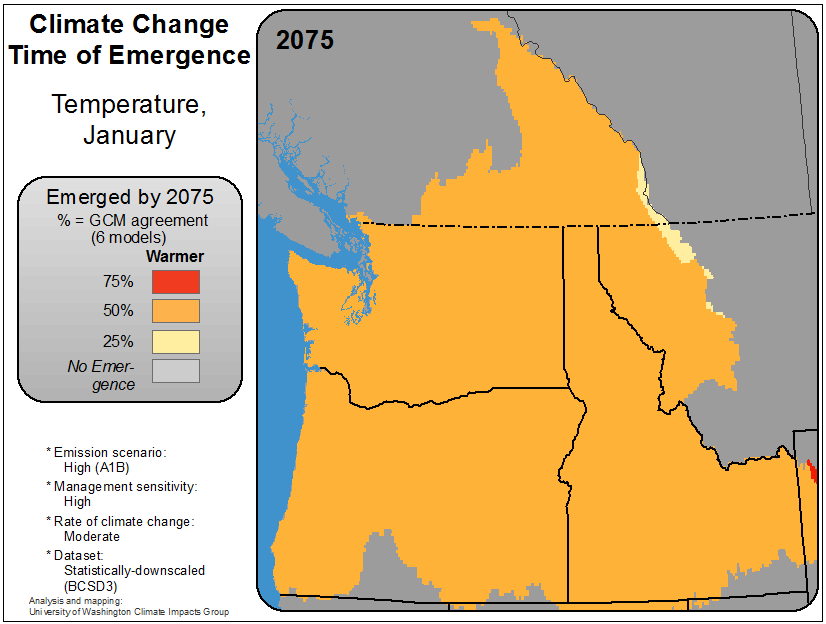 Climate Change
Time of Emergence
Temperature,
January
2075
Emerged by 2075
% = GCM agreement
(6 models)
Warmer
75%
50%
25%
No Emer-
gence
* Emission scenario:
High (A1B)
* Management sensitivity:
High
* Rate of climate change:
Moderate
* Dataset:
Statistically-downscaled
(BCSD3)
Analysis and mapping:
University of Washington Climate Impacts Group